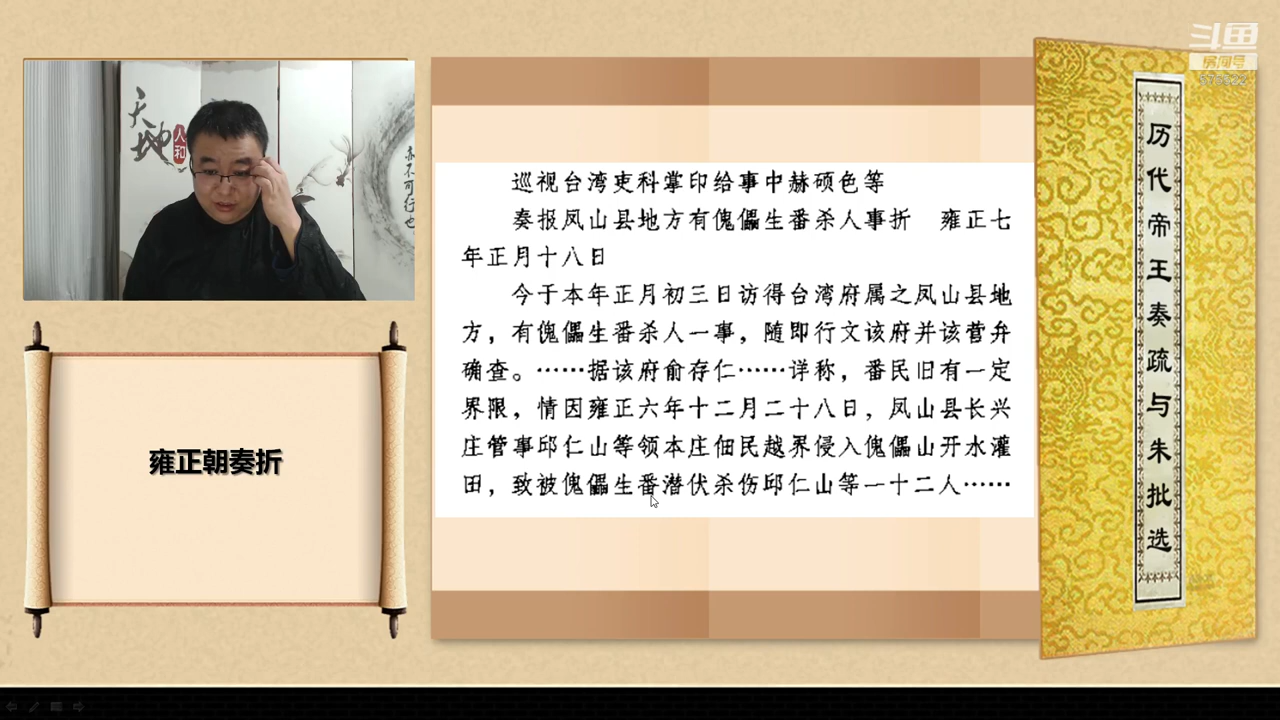 斗鱼
房间号
天地
人和
亦不可行也
巡视台湾吏科掌印给事中赫硕色等
奏报凤山县地方有傀儡生番杀人事折 雍正七
年正月十八日
今于本年正月初三日访得台湾府属之凤山县地
方，有傀儡生番杀人一事，随即行文该府并该营弁
确查。……据该府俞存仁……详称，番民旧有一定
界限，情因雍正六年十二月二十八日，凤山县长兴
庄管事邱仁山等领本庄佃民越界侵入傀儡山开水灌
田，致被傀儡生番潜伏杀伤邱仁山等一十二人……
雍正朝奏折
历代帝王奏疏与朱批选